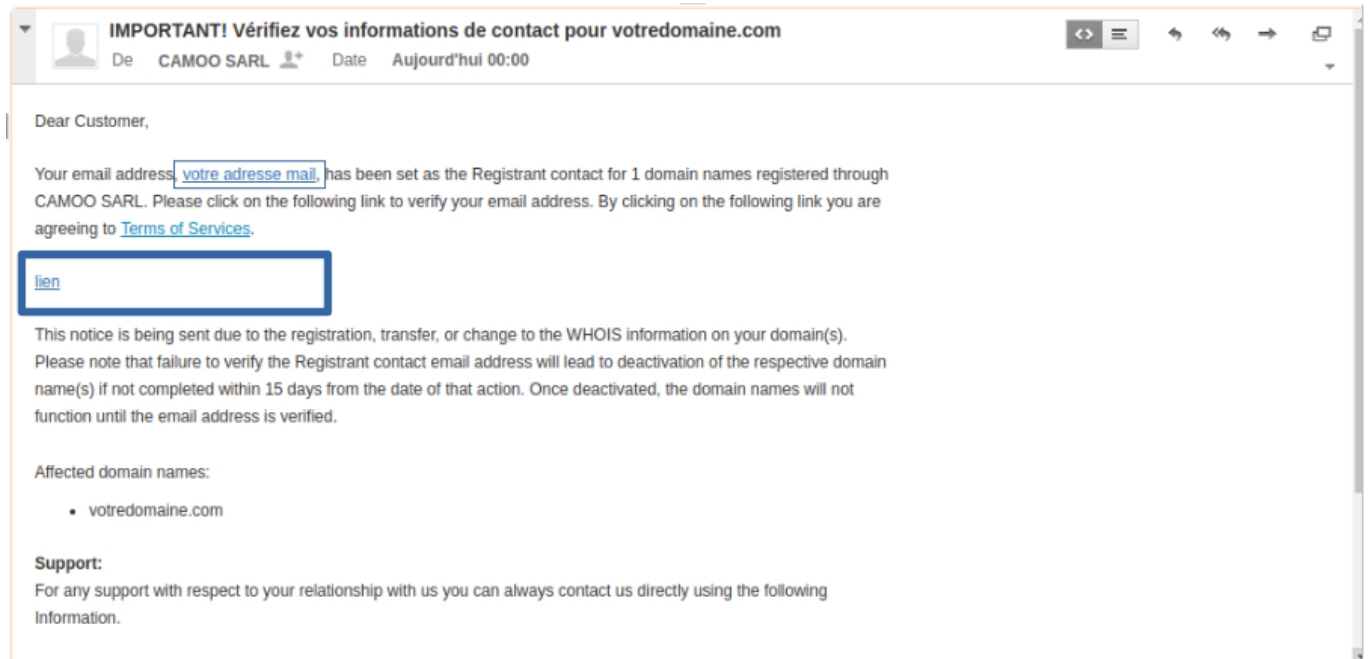 IMPORTANT! Vérifiez vos informations de contact pour votredomaine.com
De CAMOO SARL Date Aujourd'hui 00:00
Dear Customer,
Your email address, votre adresse mail, has been set as the Registrant contact for 1 domain names registered through
CAMOO SARL. Please click on the following link to verify your email address. By clicking on the following link you are
agreeing to Terms of Services.
lien
This notice is being sent due to the registration, transfer, or change to the WHOIS information on your domain(s).
Please note that failure to verify the Registrant contact email address will lead to deactivation of the respective domain
name(s) if not completed within 15 days from the date of that action. Once deactivated, the domain names will not
function until the email address is verified.
Affected domain names:
• votredomaine.com
Support:
For any support with respect to your relationship with us you can always contact us directly using the following
Information.